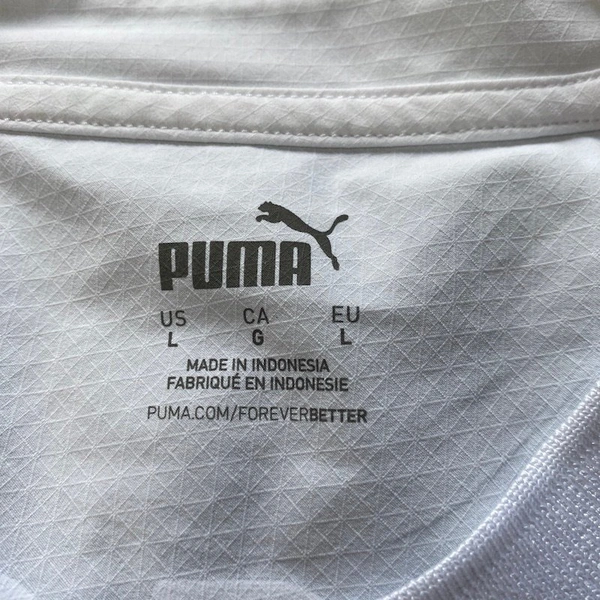 PUMA
US CA EU
L G L
MADE IN INDONESIA
FABRIQUÉ EN INDONESIE
PUMA.COM/FOREVERBETTER